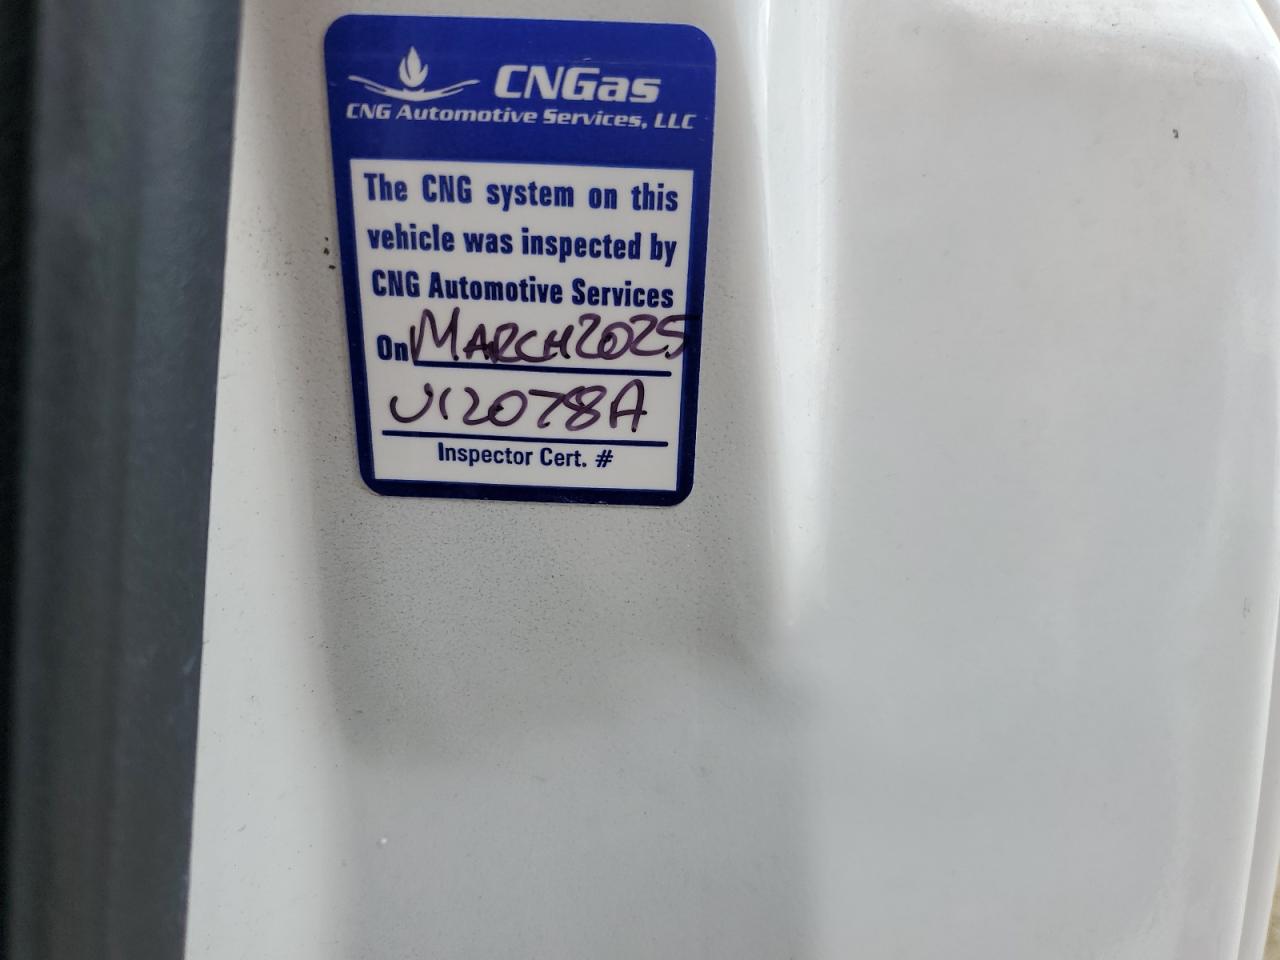 CNGas
CNG Automotive Services, LLC
The CNG system on this
vehicle was inspected by
CNG Automotive Services
On MARCH 2025
U12078A
Inspector Cert. #